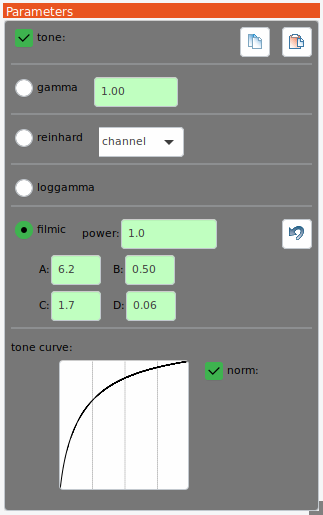 Parameters
tone:
gamma 1.00
reinhard channel
loggamma
filmic power: 1.0
A: 6.2 B: 0.50
C: 1.7 D: 0.06
tone curve:
norm: